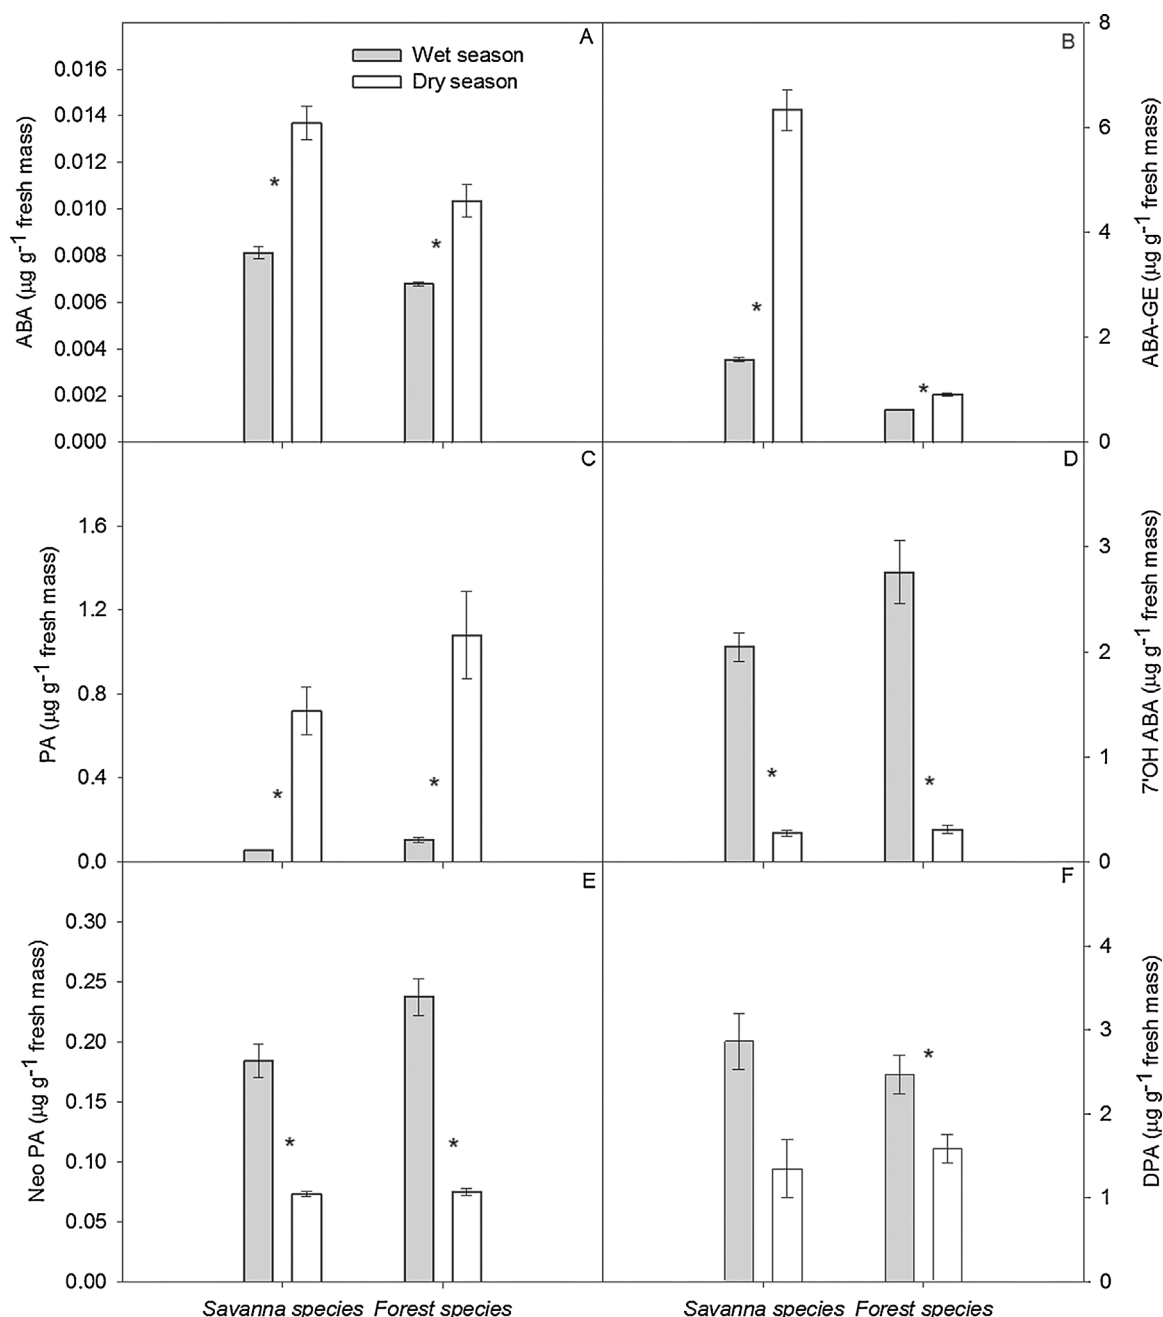 A
Wet season
Dry season
0.016
0.014
0.012
0.010
0.008
0.006
0.004
0.002
0.000
ABA (µg g⁻¹ fresh mass)
*
*
B
8
6
4
2
0
ABA-GE (µg g⁻¹ fresh mass)
*
*
C
1.6
1.2
0.8
0.4
0.0
PA (µg g⁻¹ fresh mass)
*
*
D
3
2
1
0
7'OH ABA (µg g⁻¹ fresh mass)
*
*
E
0.30
0.25
0.20
0.15
0.10
0.05
0.00
Neo PA (µg g⁻¹ fresh mass)
*
*
Savanna species Forest species
F
4
3
2
1
0
DPA (µg g⁻¹ fresh mass)
*
Savanna species Forest species